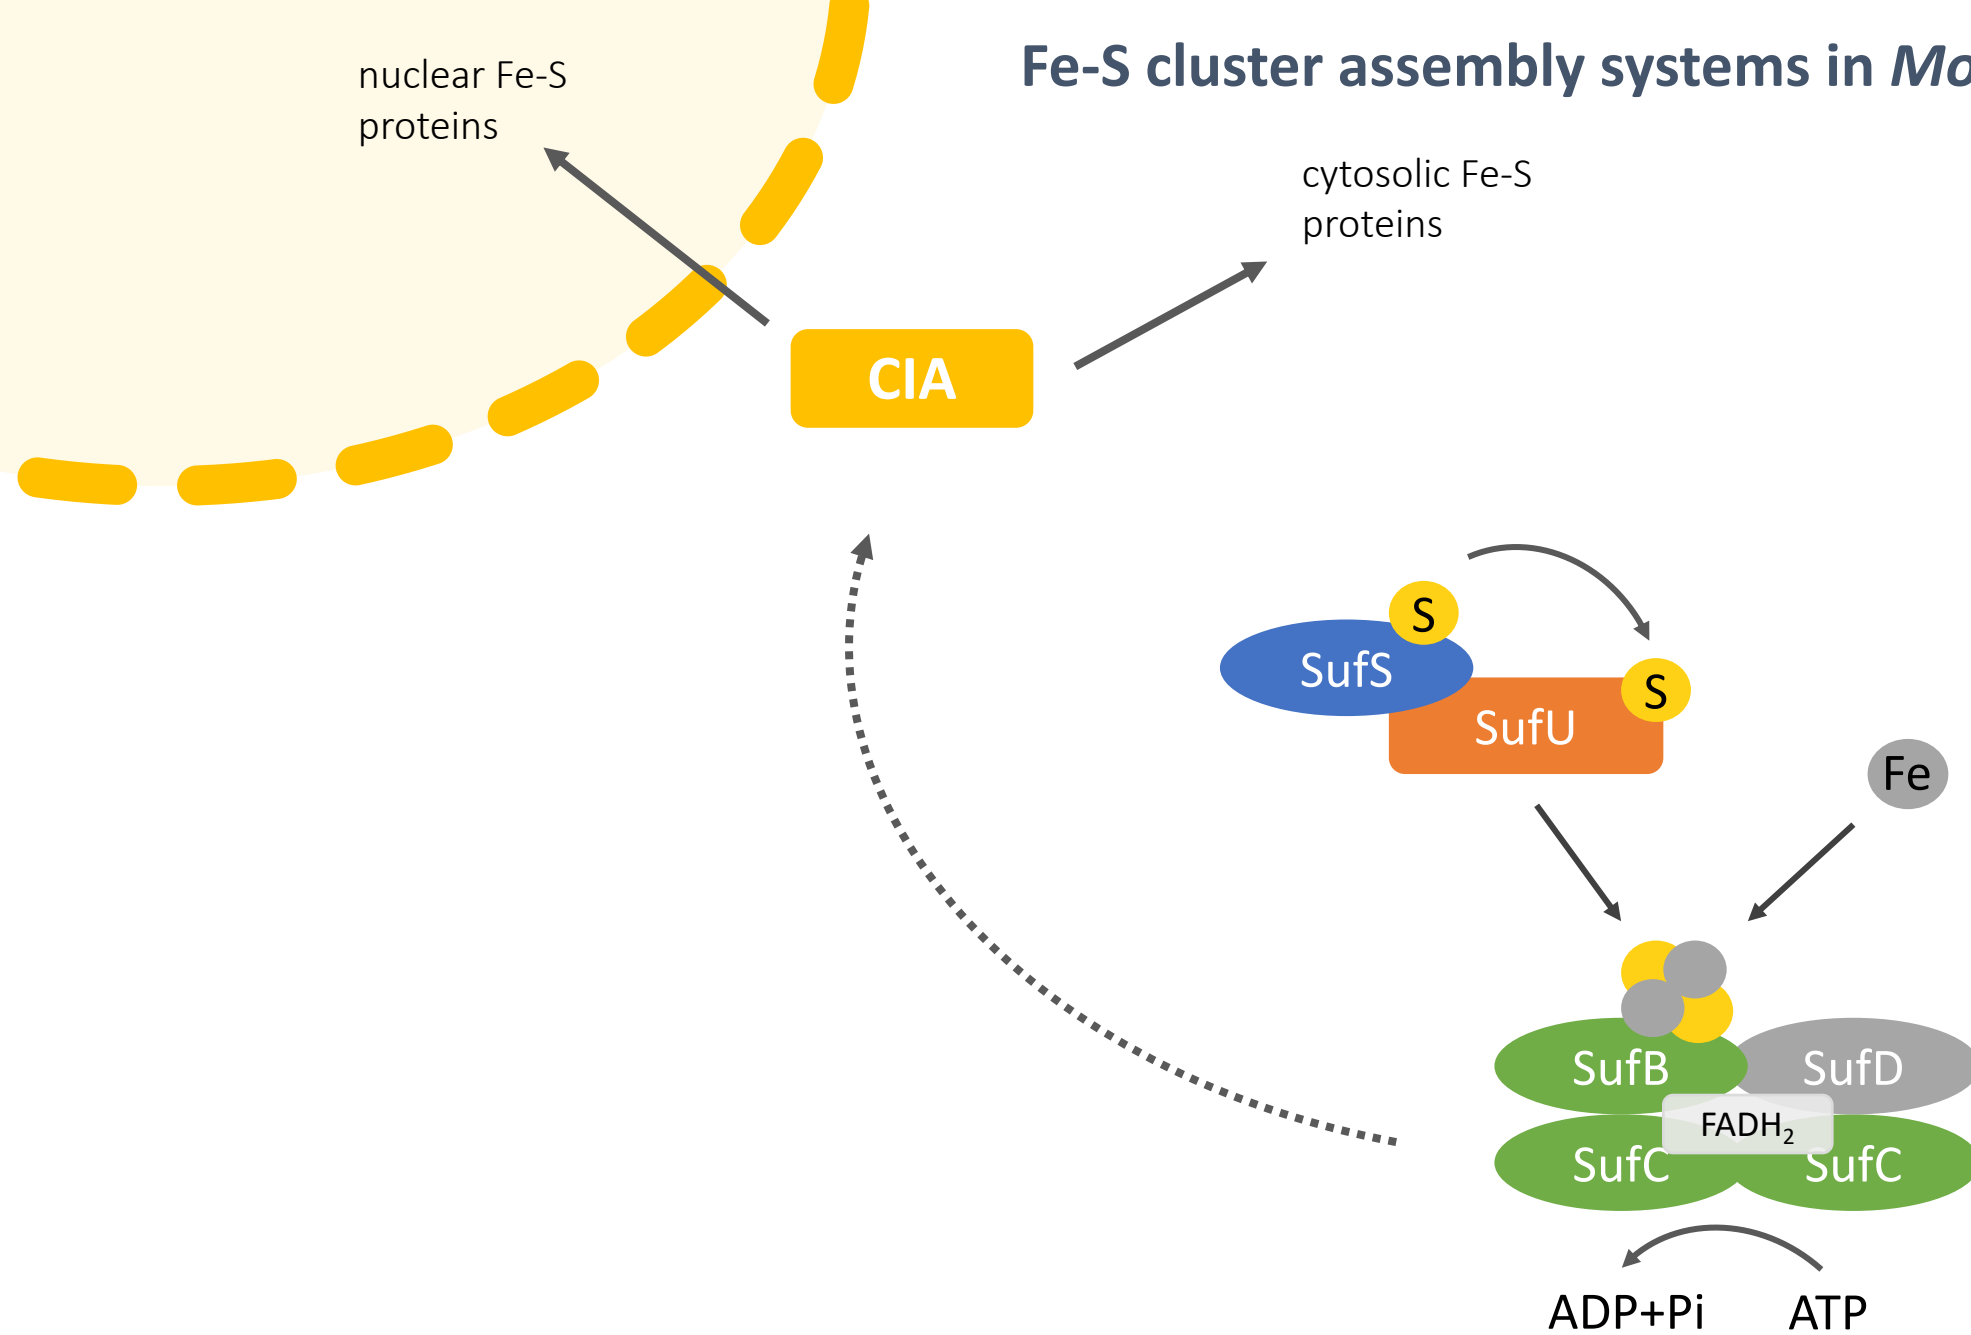 Fe-S cluster assembly systems in
nuclear Fe-S
proteins
cytosolic Fe-S
proteins
CIA
S
SufS
S
SufU
Fe
SufB
SufD
FADH₂
SufC
SufC
ADP+Pi
ATP